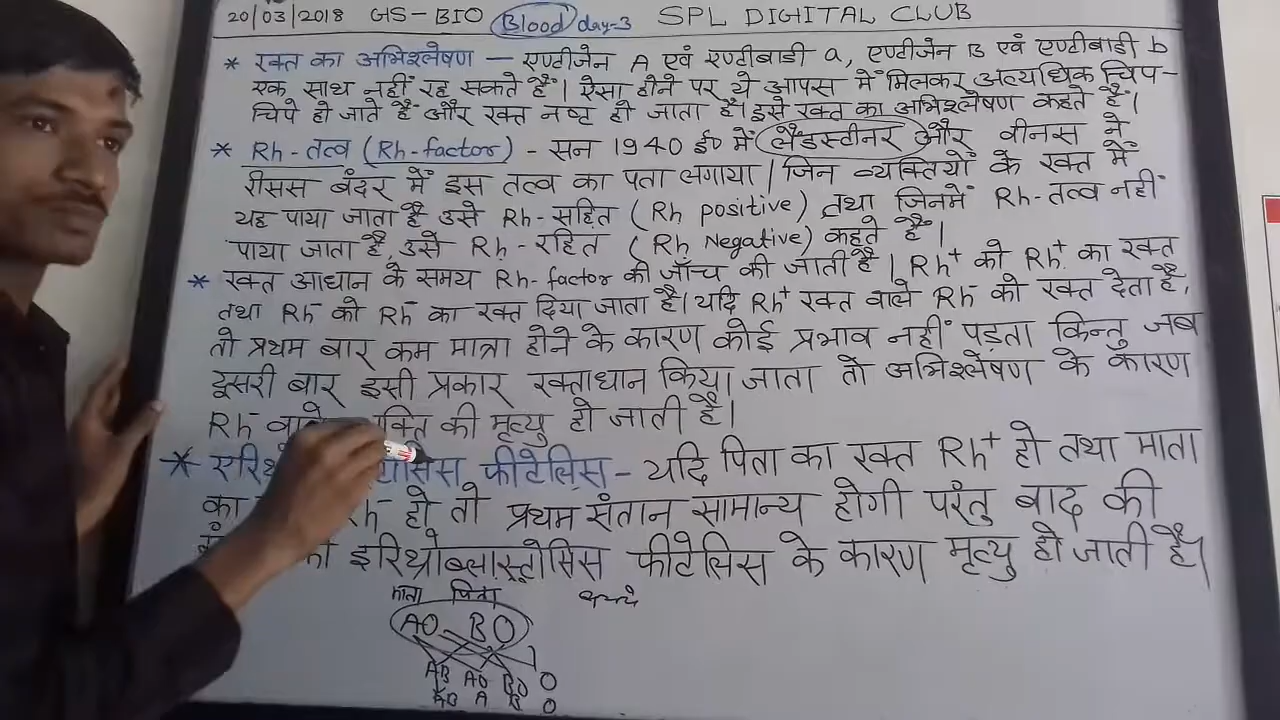 20/03/2018 GS-BIO Blood day-3 SPL DIGITAL CLUB
* रक्त का अभिश्लेषण — एण्टीजेन A एवं एण्टीबाडी a, एण्टीजेन B एवं एण्टीबाडी b
एक साथ नहीं रह सकते हैं। ऐसा होने पर ये आपस में मिलकर अत्यधिक चिप-
चिपे हो जाते हैं और रक्त नष्ट हो जाता है। इसे रक्त का अभिश्लेषण कहते हैं।
* Rh-तत्व (Rh-factor) - सन 1940 ई० में लैंडस्टीनर और वीनस ने
रीसस बंदर में इस तत्व का पता लगाया। जिन व्यक्तियों के रक्त में
यह पाया जाता है उसे Rh-सहित (Rh positive) तथा जिनमें Rh-तत्व नहीं
पाया जाता है, उसे Rh-रहित (Rh Negative) कहते हैं।
* रक्त आधान के समय Rh-factor की जाँच की जाती है। Rh⁺ को Rh⁺ का रक्त
तथा Rh⁻ को Rh⁻ का रक्त दिया जाता है। यदि Rh⁺ रक्त वाले Rh⁻ को रक्त देता है,
तो प्रथम बार कम मात्रा होने के कारण कोई प्रभाव नहीं पड़ता किन्तु जब
दूसरी बार इसी प्रकार रक्ताधान किया जाता तो अभिश्लेषण के कारण
Rh⁻ की मृत्यु हो जाती है।
* फीटेलिस - यदि पिता का रक्त Rh⁺ हो तथा माता
का हो तो प्रथम संतान सामान्य होगी परंतु बाद की
इरिथ्रोब्लास्टोसिस फीटेलिस के कारण मृत्यु हो जाती है।
माता पिता
AO BO
AB AO BO O
AB A B O